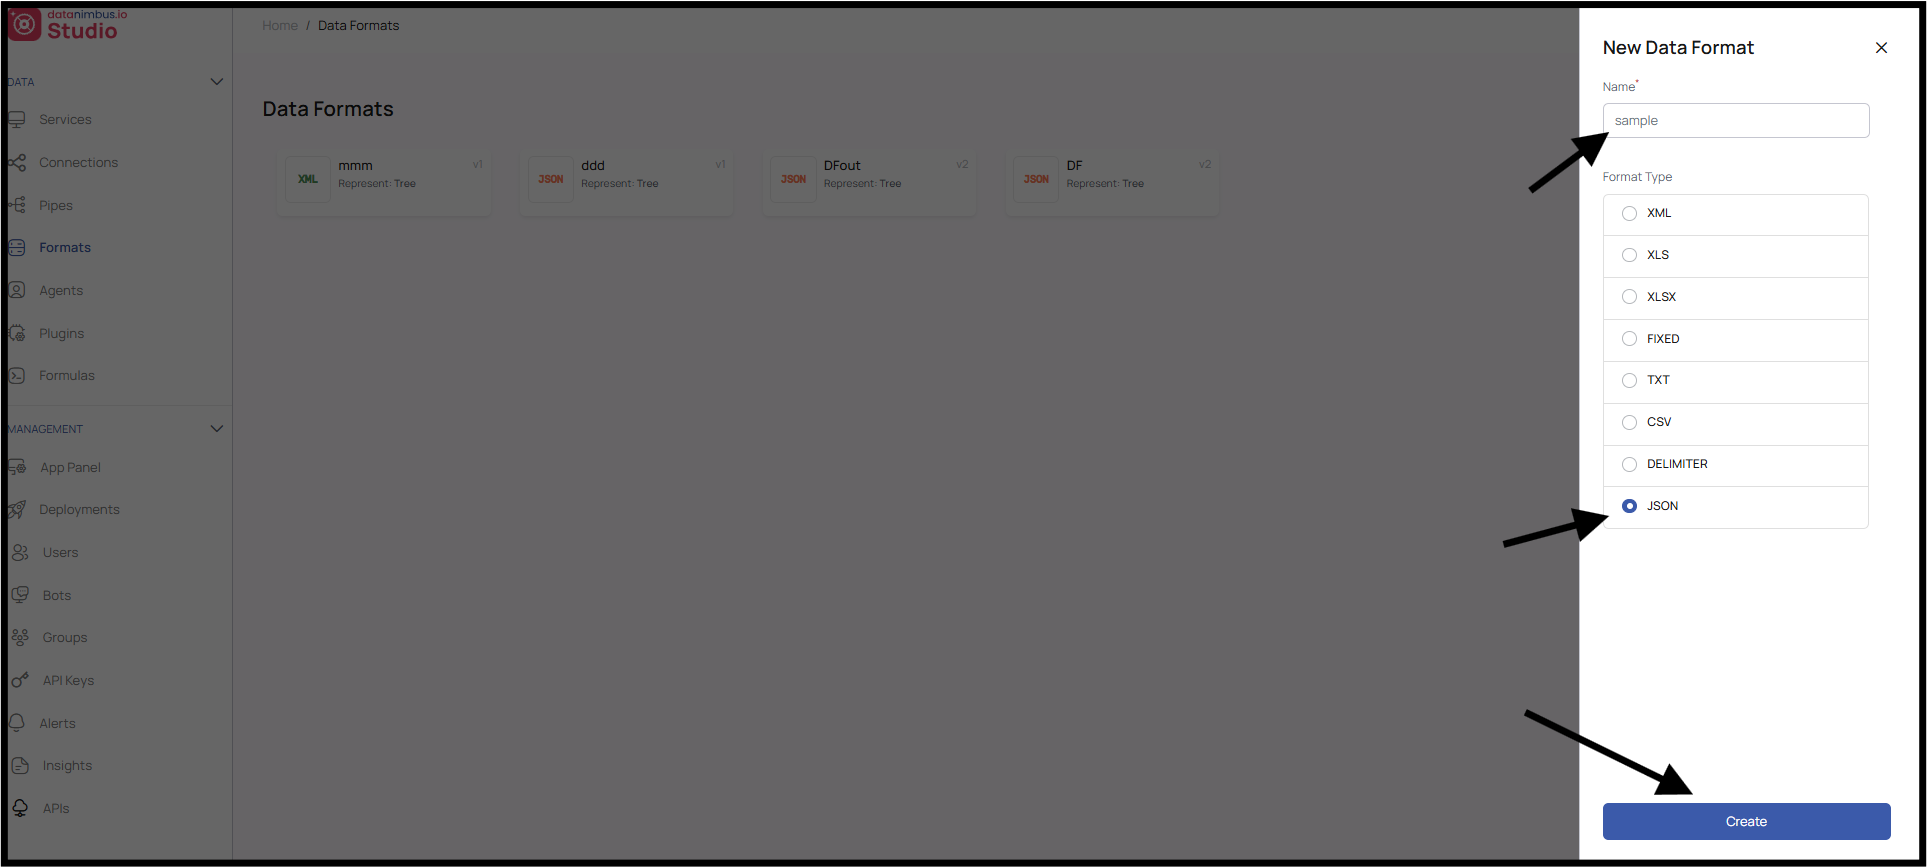 datanimbus.io
Studio
DATA
Services
Connections
Pipes
Formats
Agents
Plugins
Formulas
MANAGEMENT
App Panel
Deployments
Users
Bots
Groups
API Keys
Alerts
Insights
APIs
Home / Data Formats
Data Formats
XML
mmm
v1
Represent: Tree
JSON
ddd
v1
Represent: Tree
JSON
DFout
v2
Represent: Tree
JSON
DF
v2
Represent: Tree
New Data Format
Name*
sample
Format Type
XML
XLS
XLSX
FIXED
TXT
CSV
DELIMITER
JSON
Create